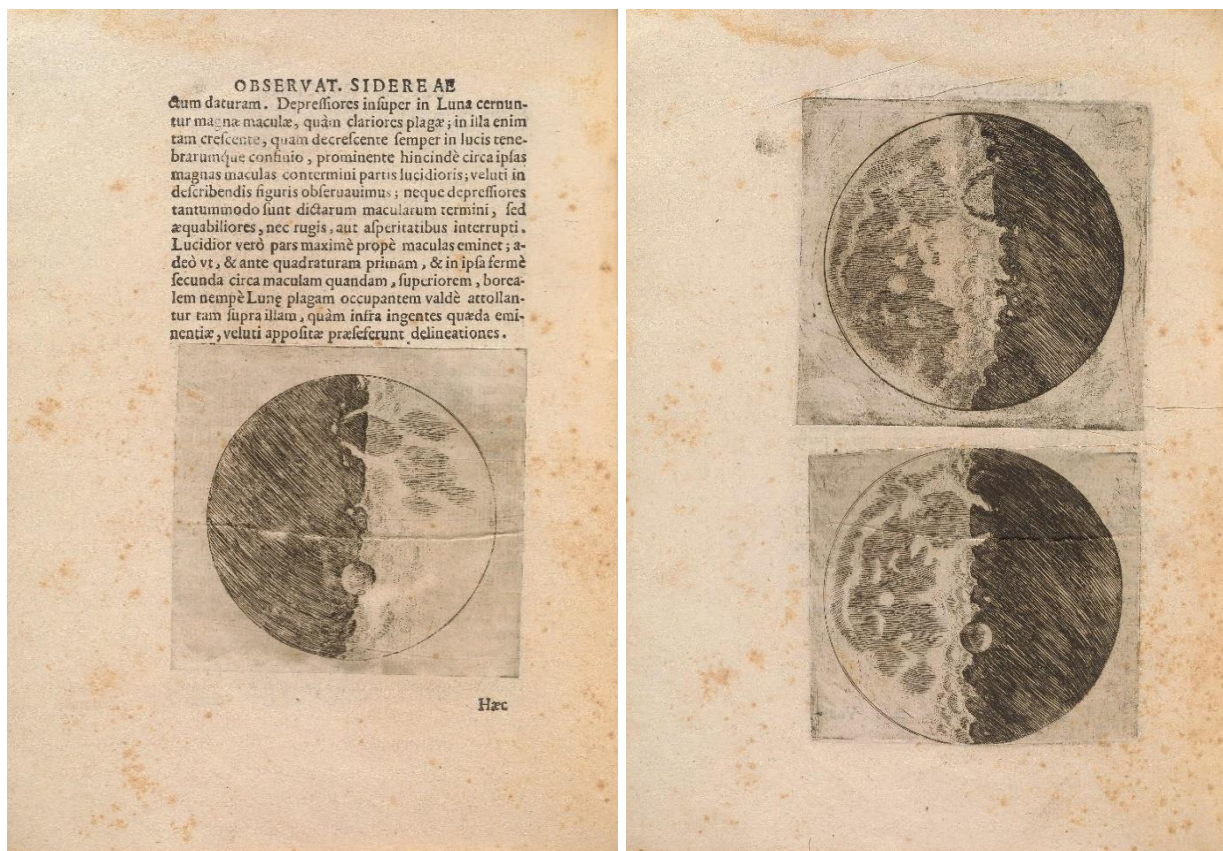 OBSERVAT. SIDEREAE
ctum daturam. Depreſſiores inſuper in Luna cernun-
tur magnæ maculæ, quàm clariores plagæ; in illa enim
tam creſcente, quam decreſcente ſemper in lucis tene-
brarumque confinio, prominente hincindè circa ipſas
magnas maculas contermini partis lucidioris; veluti in
deſcribendis figuris obſeruauimus; neque depreſſiores
tantummodo ſunt dictarum macularum termini, ſed
æquabiliores, nec rugis, aut aſperitatibus interrupti.
Lucidior verò pars maximè propè maculas eminet; a-
deò vt, & ante quadraturam primam, & in ipſa fermè
ſecunda circa maculam quandam, ſuperiorem, borea-
lem nempè Lunę plagam occupantem valdè attollan-
tur tam ſupra illam, quàm infra ingentes quæda emi-
nentiæ, veluti appoſitæ præſeferunt delineationes.
Hæc